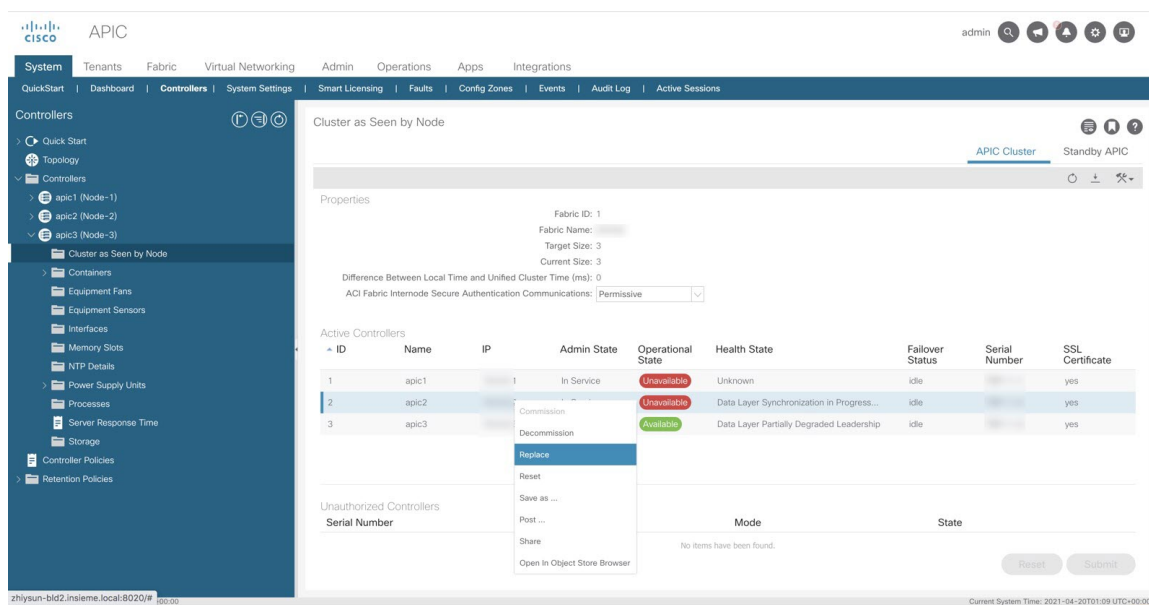 CISCO
APIC
admin
System Tenants Fabric Virtual Networking Admin Operations Apps Integrations
QuickStart | Dashboard | Controllers | System Settings | Smart Licensing | Faults | Config Zones | Events | Audit Log | Active Sessions
Controllers
Quick Start
Topology
Controllers
apic1 (Node-1)
apic2 (Node-2)
apic3 (Node-3)
Cluster as Seen by Node
Containers
Equipment Fans
Equipment Sensors
Interfaces
Memory Slots
NTP Details
Power Supply Units
Processes
Server Response Time
Storage
Controller Policies
Retention Policies
Cluster as Seen by Node
APIC Cluster Standby APIC
Properties
Fabric ID: 1
Fabric Name:
Target Size: 3
Current Size: 3
Difference Between Local Time and Unified Cluster Time (ms): 0
ACI Fabric Internode Secure Authentication Communications: Permissive
Active Controllers
ID Name IP Admin State Operational State Health State Failover Status Serial Number SSL Certificate
1 apic1 1 In Service Unavailable Unknown idle yes
2 apic2 Unavailable Data Layer Synchronization in Progress... idle yes
3 apic3 Available Data Layer Partially Degraded Leadership idle yes
Commission
Decommission
Replace
Reset
Save as ...
Post ...
Share
Open In Object Store Browser
Unauthorized Controllers
Serial Number Mode State
No items have been found.
Reset Submit
zhiysun-bld2.insieme.local:8020/#
+00:00
Current System Time: 2021-04-20T01:09 UTC+00:00